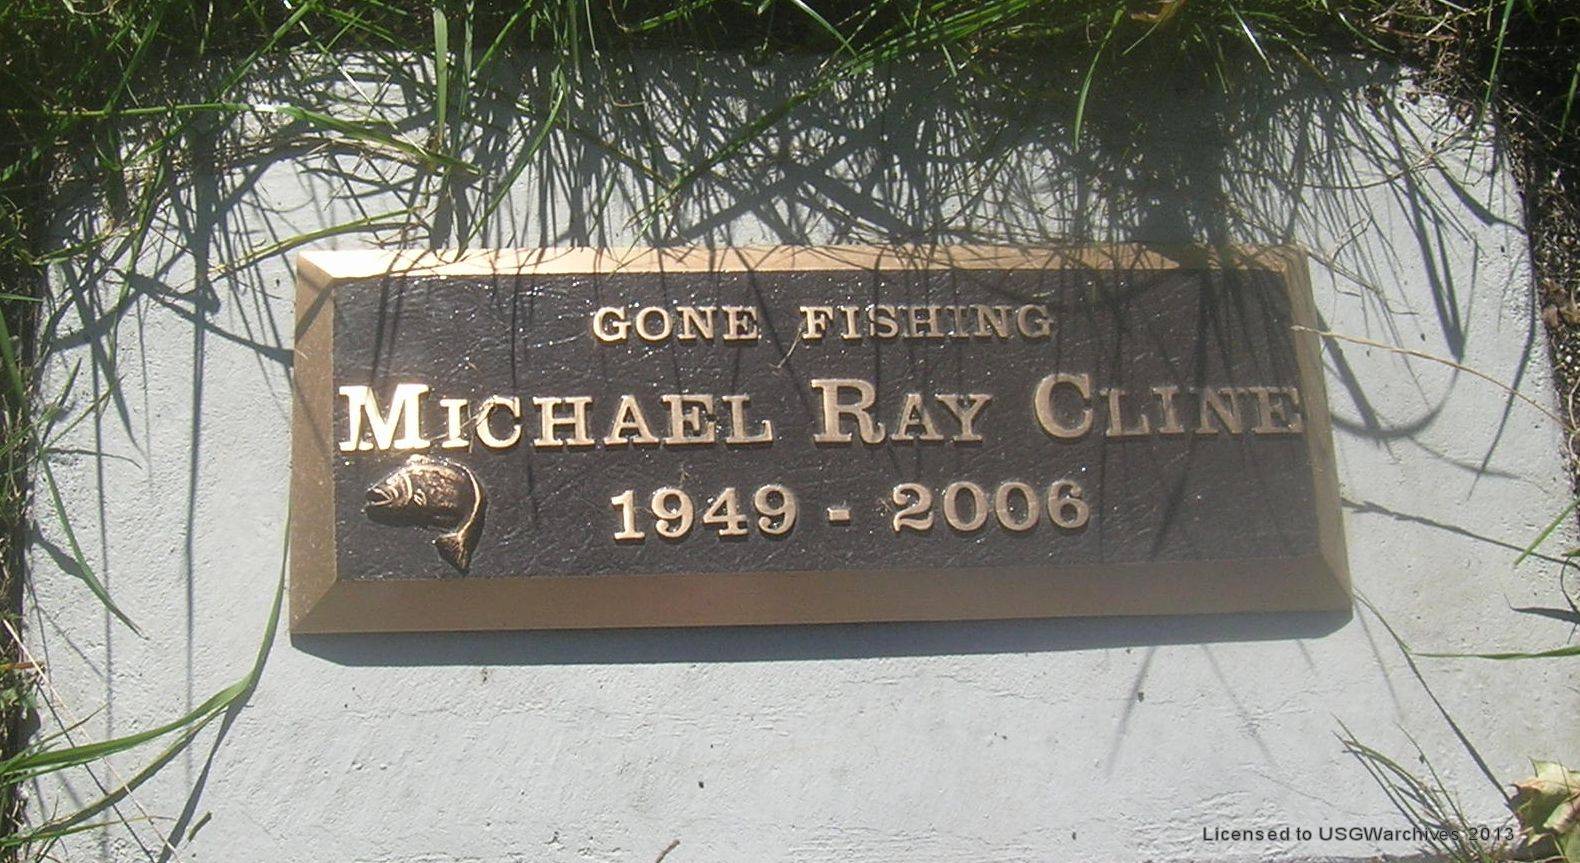 GONE FISHING
MICHAEL RAY CLINE
1949 - 2006
Licensed to USGWarchives 2013